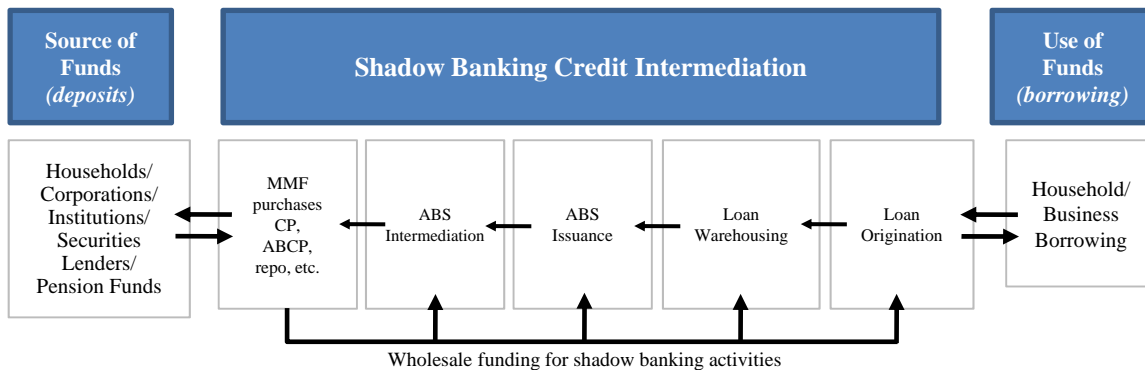 Source of
Funds
(deposits)
Shadow Banking Credit Intermediation
Use of
Funds
(borrowing)
Households/
Corporations/
Institutions/
Securities
Lenders/
Pension Funds
MMF
purchases
CP,
ABCP,
repo, etc.
ABS
Intermediation
ABS
Issuance
Loan
Warehousing
Loan
Origination
Household/
Business
Borrowing
Wholesale funding for shadow banking activities